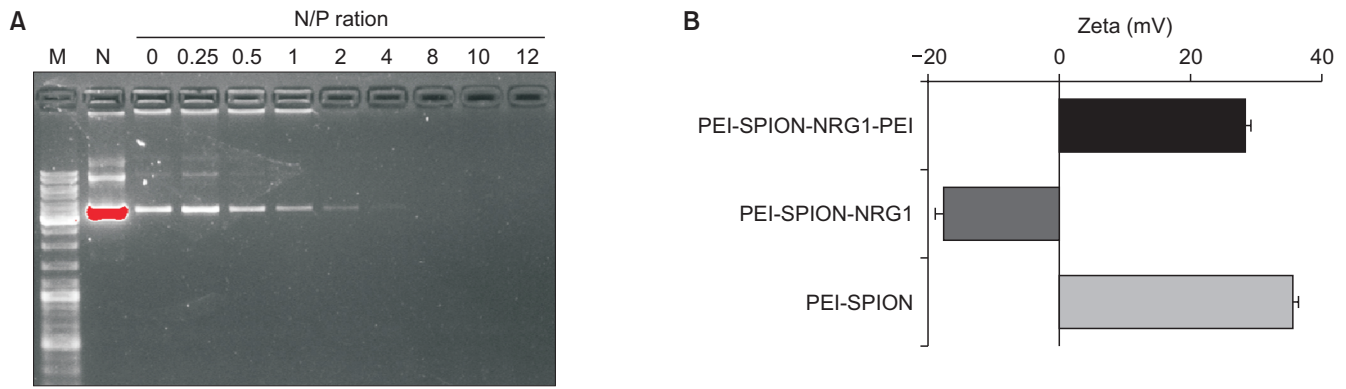 A
N/P ration
M N 0 0.25 0.5 1 2 4 8 10 12
B
Zeta (mV)
−20 0 20 40
PEI-SPION-NRG1-PEI
PEI-SPION-NRG1
PEI-SPION